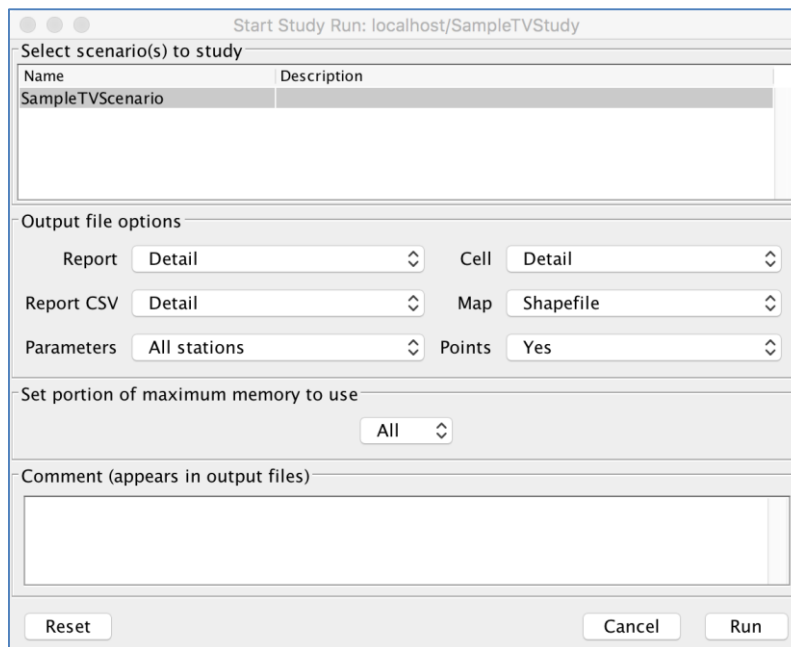 Start Study Run: localhost/SampleTVStudy
Select scenario(s) to study
Name Description
SampleTVScenario
Output file options
Report Detail Cell Detail
Report CSV Detail Map Shapefile
Parameters All stations Points Yes
Set portion of maximum memory to use
All
Comment (appears in output files)
Reset Cancel Run